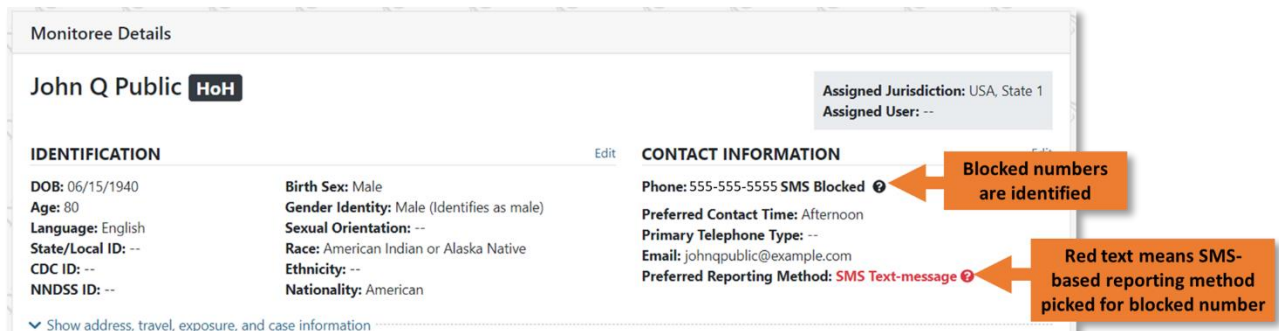 Monitoree Details
John Q Public HoH
Assigned Jurisdiction: USA, State 1
Assigned User: --
IDENTIFICATION
Edit
DOB: 06/15/1940
Age: 80
Language: English
State/Local ID: --
CDC ID: --
NNDSS ID: --
Birth Sex: Male
Gender Identity: Male (Identifies as male)
Sexual Orientation: --
Race: American Indian or Alaska Native
Ethnicity: --
Nationality: American
CONTACT INFORMATION
Edit
Phone: 555-555-5555 SMS Blocked ?
Preferred Contact Time: Afternoon
Primary Telephone Type: --
Email: johnqpublic@example.com
Preferred Reporting Method: SMS Text-message ?
Blocked numbers
are identified
Red text means SMS-
based reporting method
picked for blocked number
Show address, travel, exposure, and case information